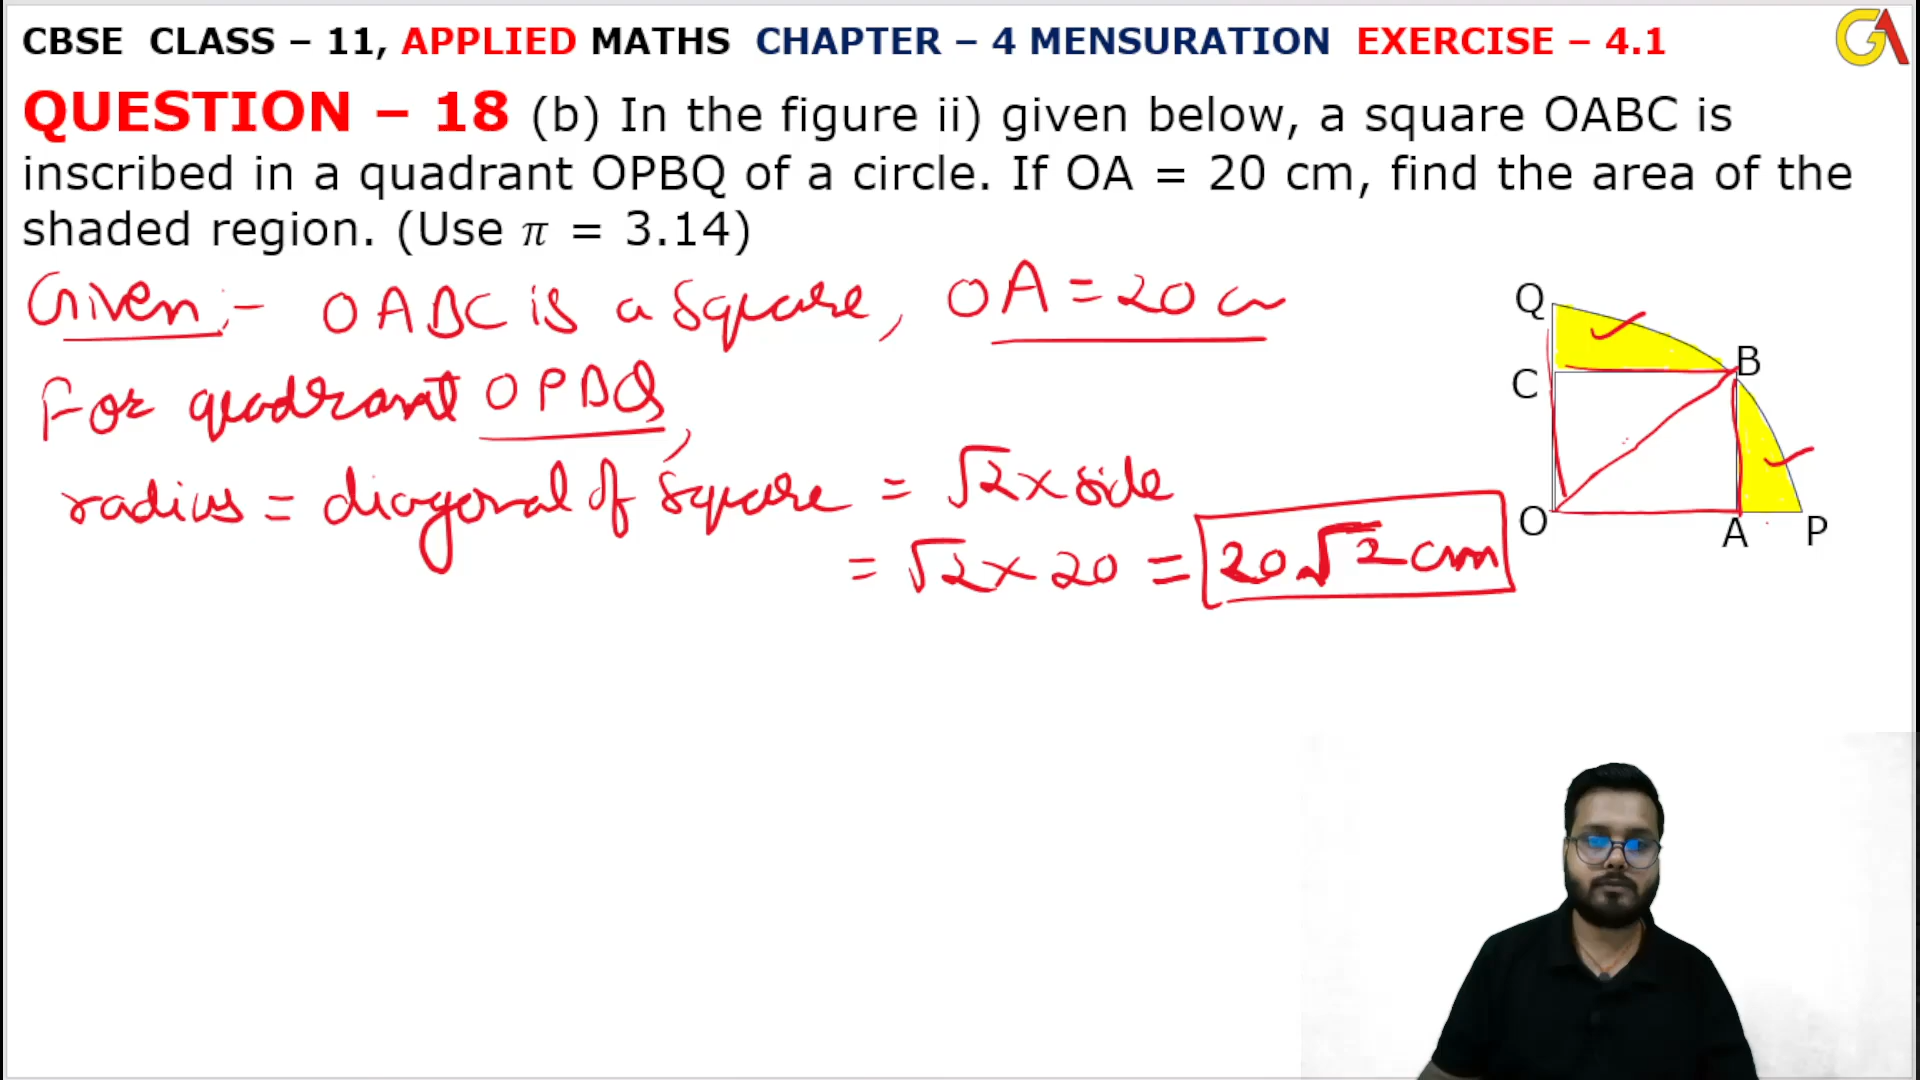 CBSE CLASS – 11, APPLIED MATHS CHAPTER – 4 MENSURATION EXERCISE – 4.1
GA
QUESTION – 18 (b) In the figure ii) given below, a square OABC is
inscribed in a quadrant OPBQ of a circle. If OA = 20 cm, find the area of the
shaded region. (Use π = 3.14)
Given :- OABC is a square, OA = 20 cm
For quadrant OPBQ,
radius = diagonal of square = √2 × side
= √2 × 20 = 20√2 cm
Q
B
C
O
A
P